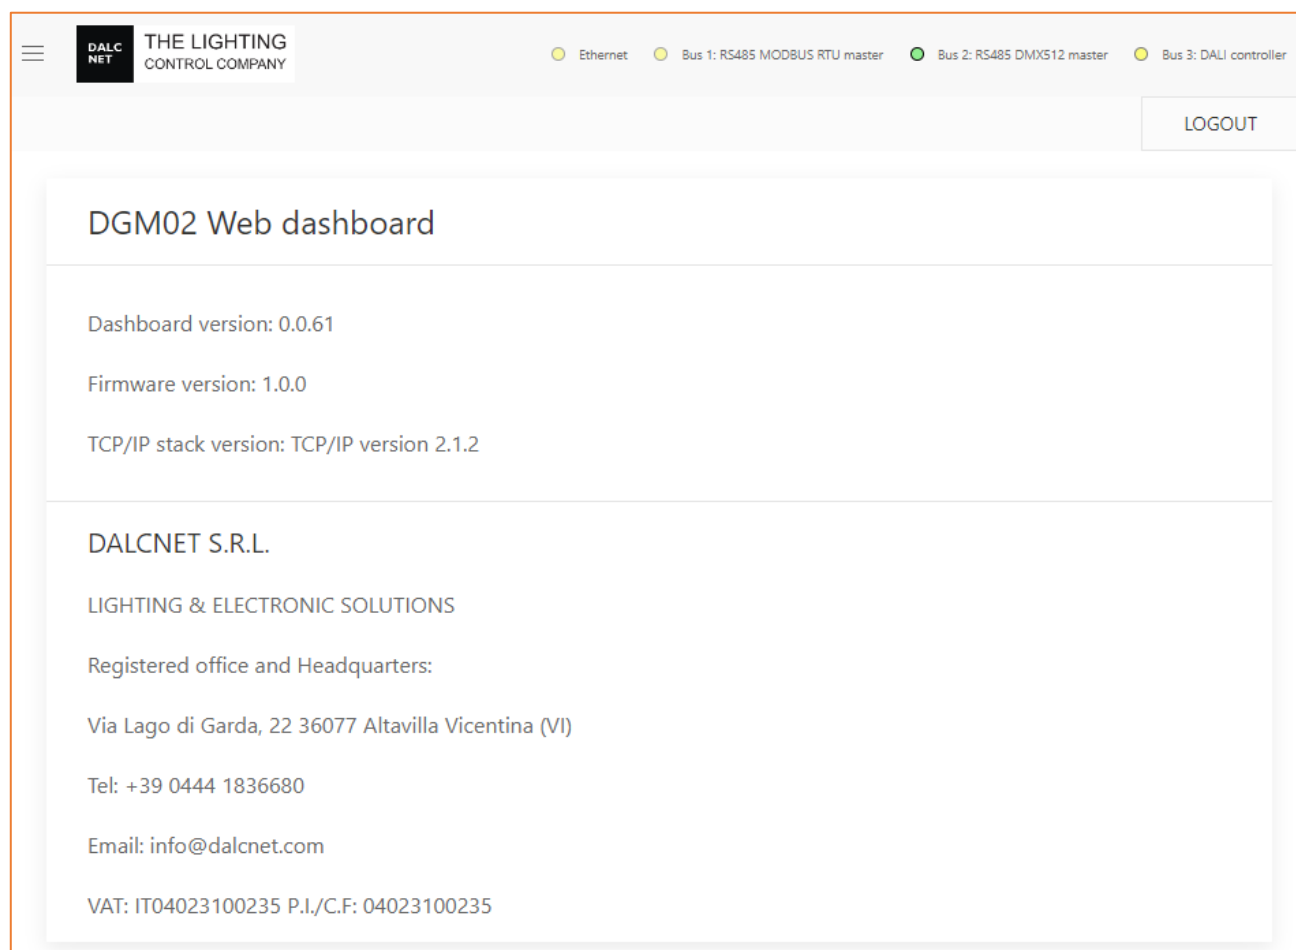 DALC
NET
THE LIGHTING
CONTROL COMPANY
Ethernet
Bus 1: RS485 MODBUS RTU master
Bus 2: RS485 DMX512 master
Bus 3: DALI controller
LOGOUT
DGM02 Web dashboard
Dashboard version: 0.0.61
Firmware version: 1.0.0
TCP/IP stack version: TCP/IP version 2.1.2
DALCNET S.R.L.
LIGHTING & ELECTRONIC SOLUTIONS
Registered office and Headquarters:
Via Lago di Garda, 22 36077 Altavilla Vicentina (VI)
Tel: +39 0444 1836680
Email: info@dalcnet.com
VAT: IT04023100235 P.I./C.F: 04023100235